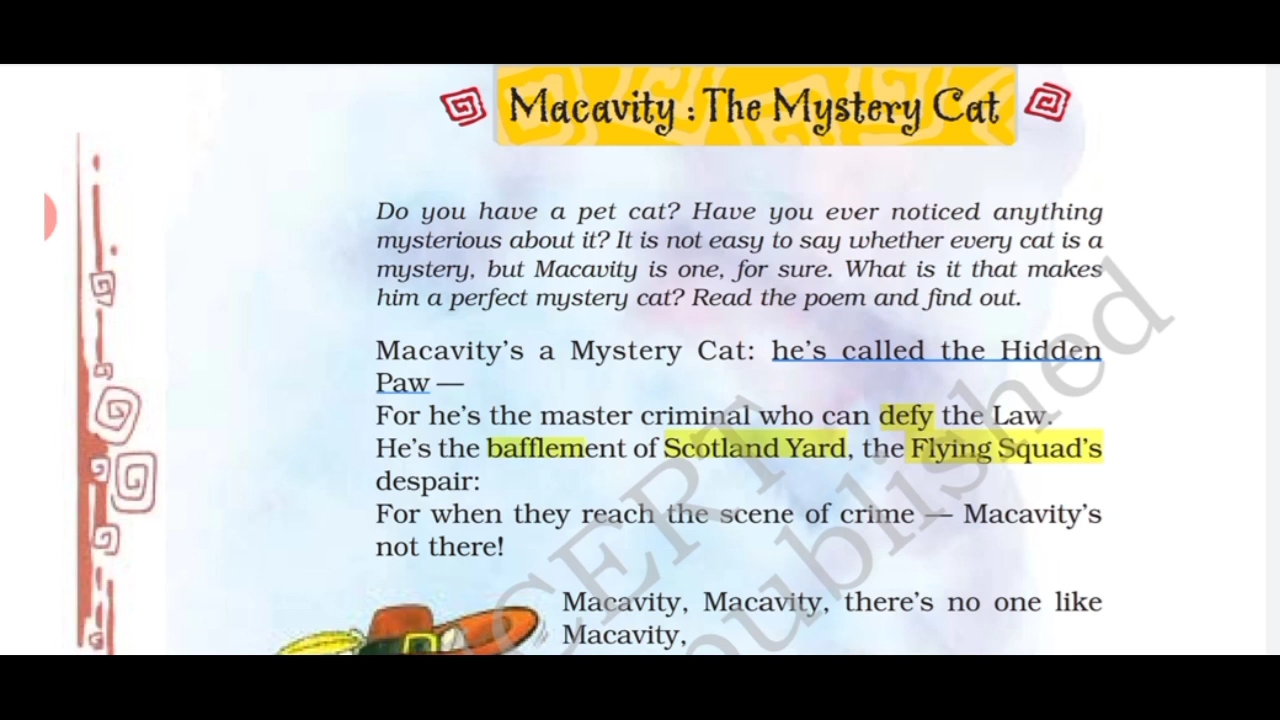 Macavity : The Mystery Cat
Do you have a pet cat? Have you ever noticed anything
mysterious about it? It is not easy to say whether every cat is a
mystery, but Macavity is one, for sure. What is it that makes
him a perfect mystery cat? Read the poem and find out.
Macavity's a Mystery Cat: he's called the Hidden
Paw —
For he's the master criminal who can defy the Law.
He's the bafflement of Scotland Yard, the Flying Squad's
despair:
For when they reach the scene of crime — Macavity's
not there!
Macavity, Macavity, there's no one like
Macavity,
CERT
published